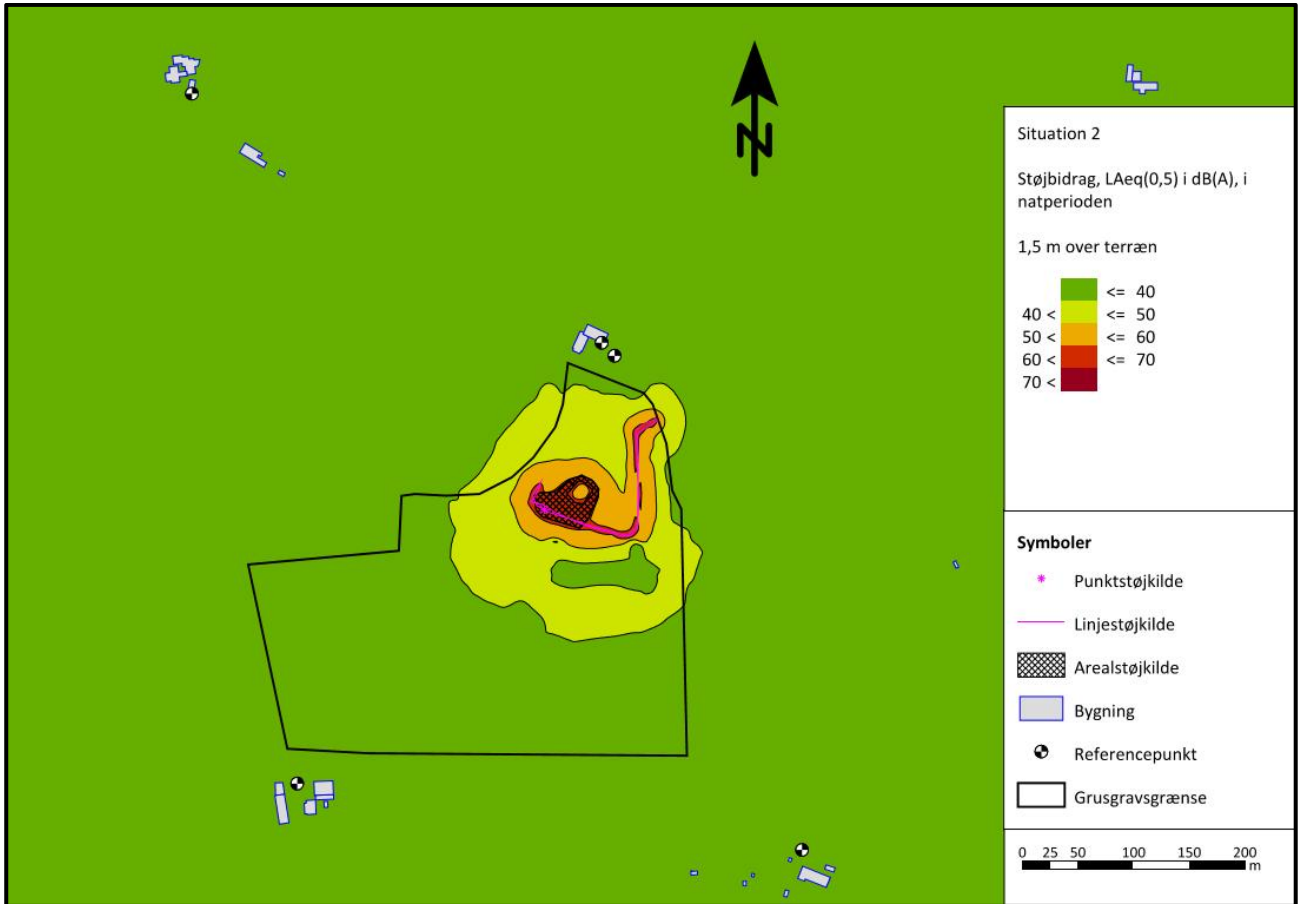 N
Situation 2
Støjbidrag, LAeq(0,5) i dB(A), i
natperioden
1,5 m over terræn
<= 40
40 < <= 50
50 < <= 60
60 < <= 70
70 <
Symboler
Punktstøjkilde
Linjestøjkilde
Arealstøjkilde
Bygning
Referencepunkt
Grusgravsgrænse
0 25 50 100 150 200
m